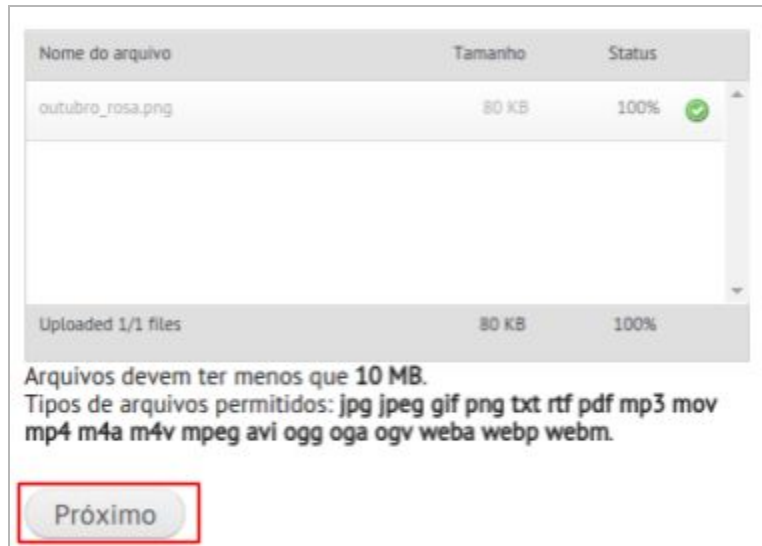 Nome do arquivo Tamanho Status
outubro_rosa.png 80 KB 100%
Uploaded 1/1 files 80 KB 100%
Arquivos devem ter menos que 10 MB.
Tipos de arquivos permitidos: jpg jpeg gif png txt rtf pdf mp3 mov
mp4 m4a m4v mpeg avi ogg oga ogv weba webp webm.
Próximo